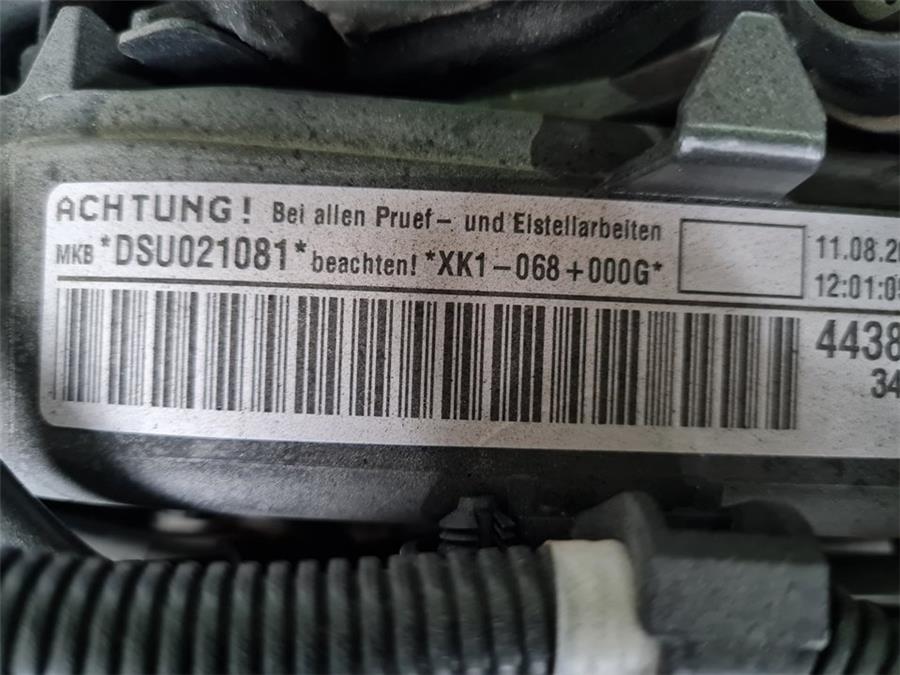 ACHTUNG! Bei allen Pruef- und Eistellarbeiten
MKB *DSU021081* beachten! *XK1-068+000G*
11.08.20
12:01:0
4438
34